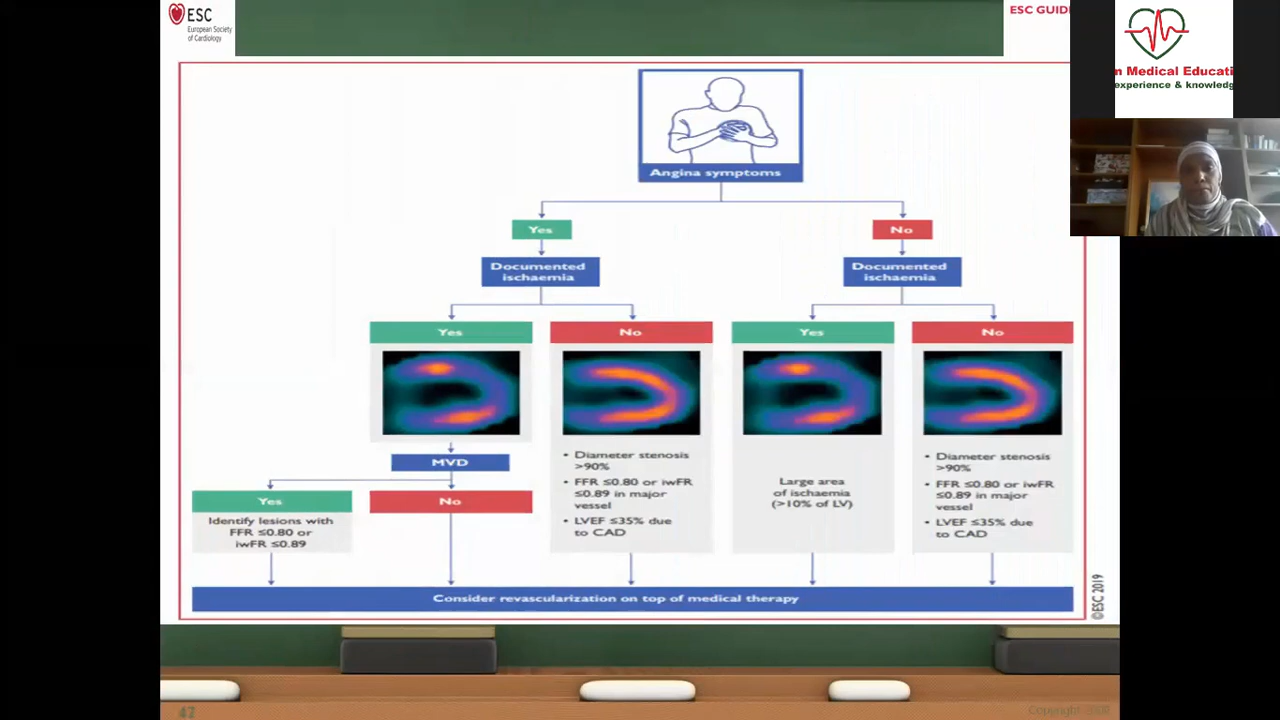 ESC
European Society
of Cardiology
ESC GUID
n Medical Educati
experience & knowledg
Angina symptoms
Yes
No
Documented
ischaemia
Documented
ischaemia
Yes
No
Yes
No
MVD
Yes
No
Identify lesions with
FFR ≤0.80 or
iwFR ≤0.89
• Diameter stenosis
>90%
• FFR ≤0.80 or iwFR
≤0.89 in major
vessel
• LVEF ≤35% due
to CAD
Large area
of ischaemia
(>10% of LV)
• Diameter stenosis
>90%
• FFR ≤0.80 or iwFR
≤0.89 in major
vessel
• LVEF ≤35% due
to CAD
Consider revascularization on top of medical therapy
©ESC 2019
47
Copyright